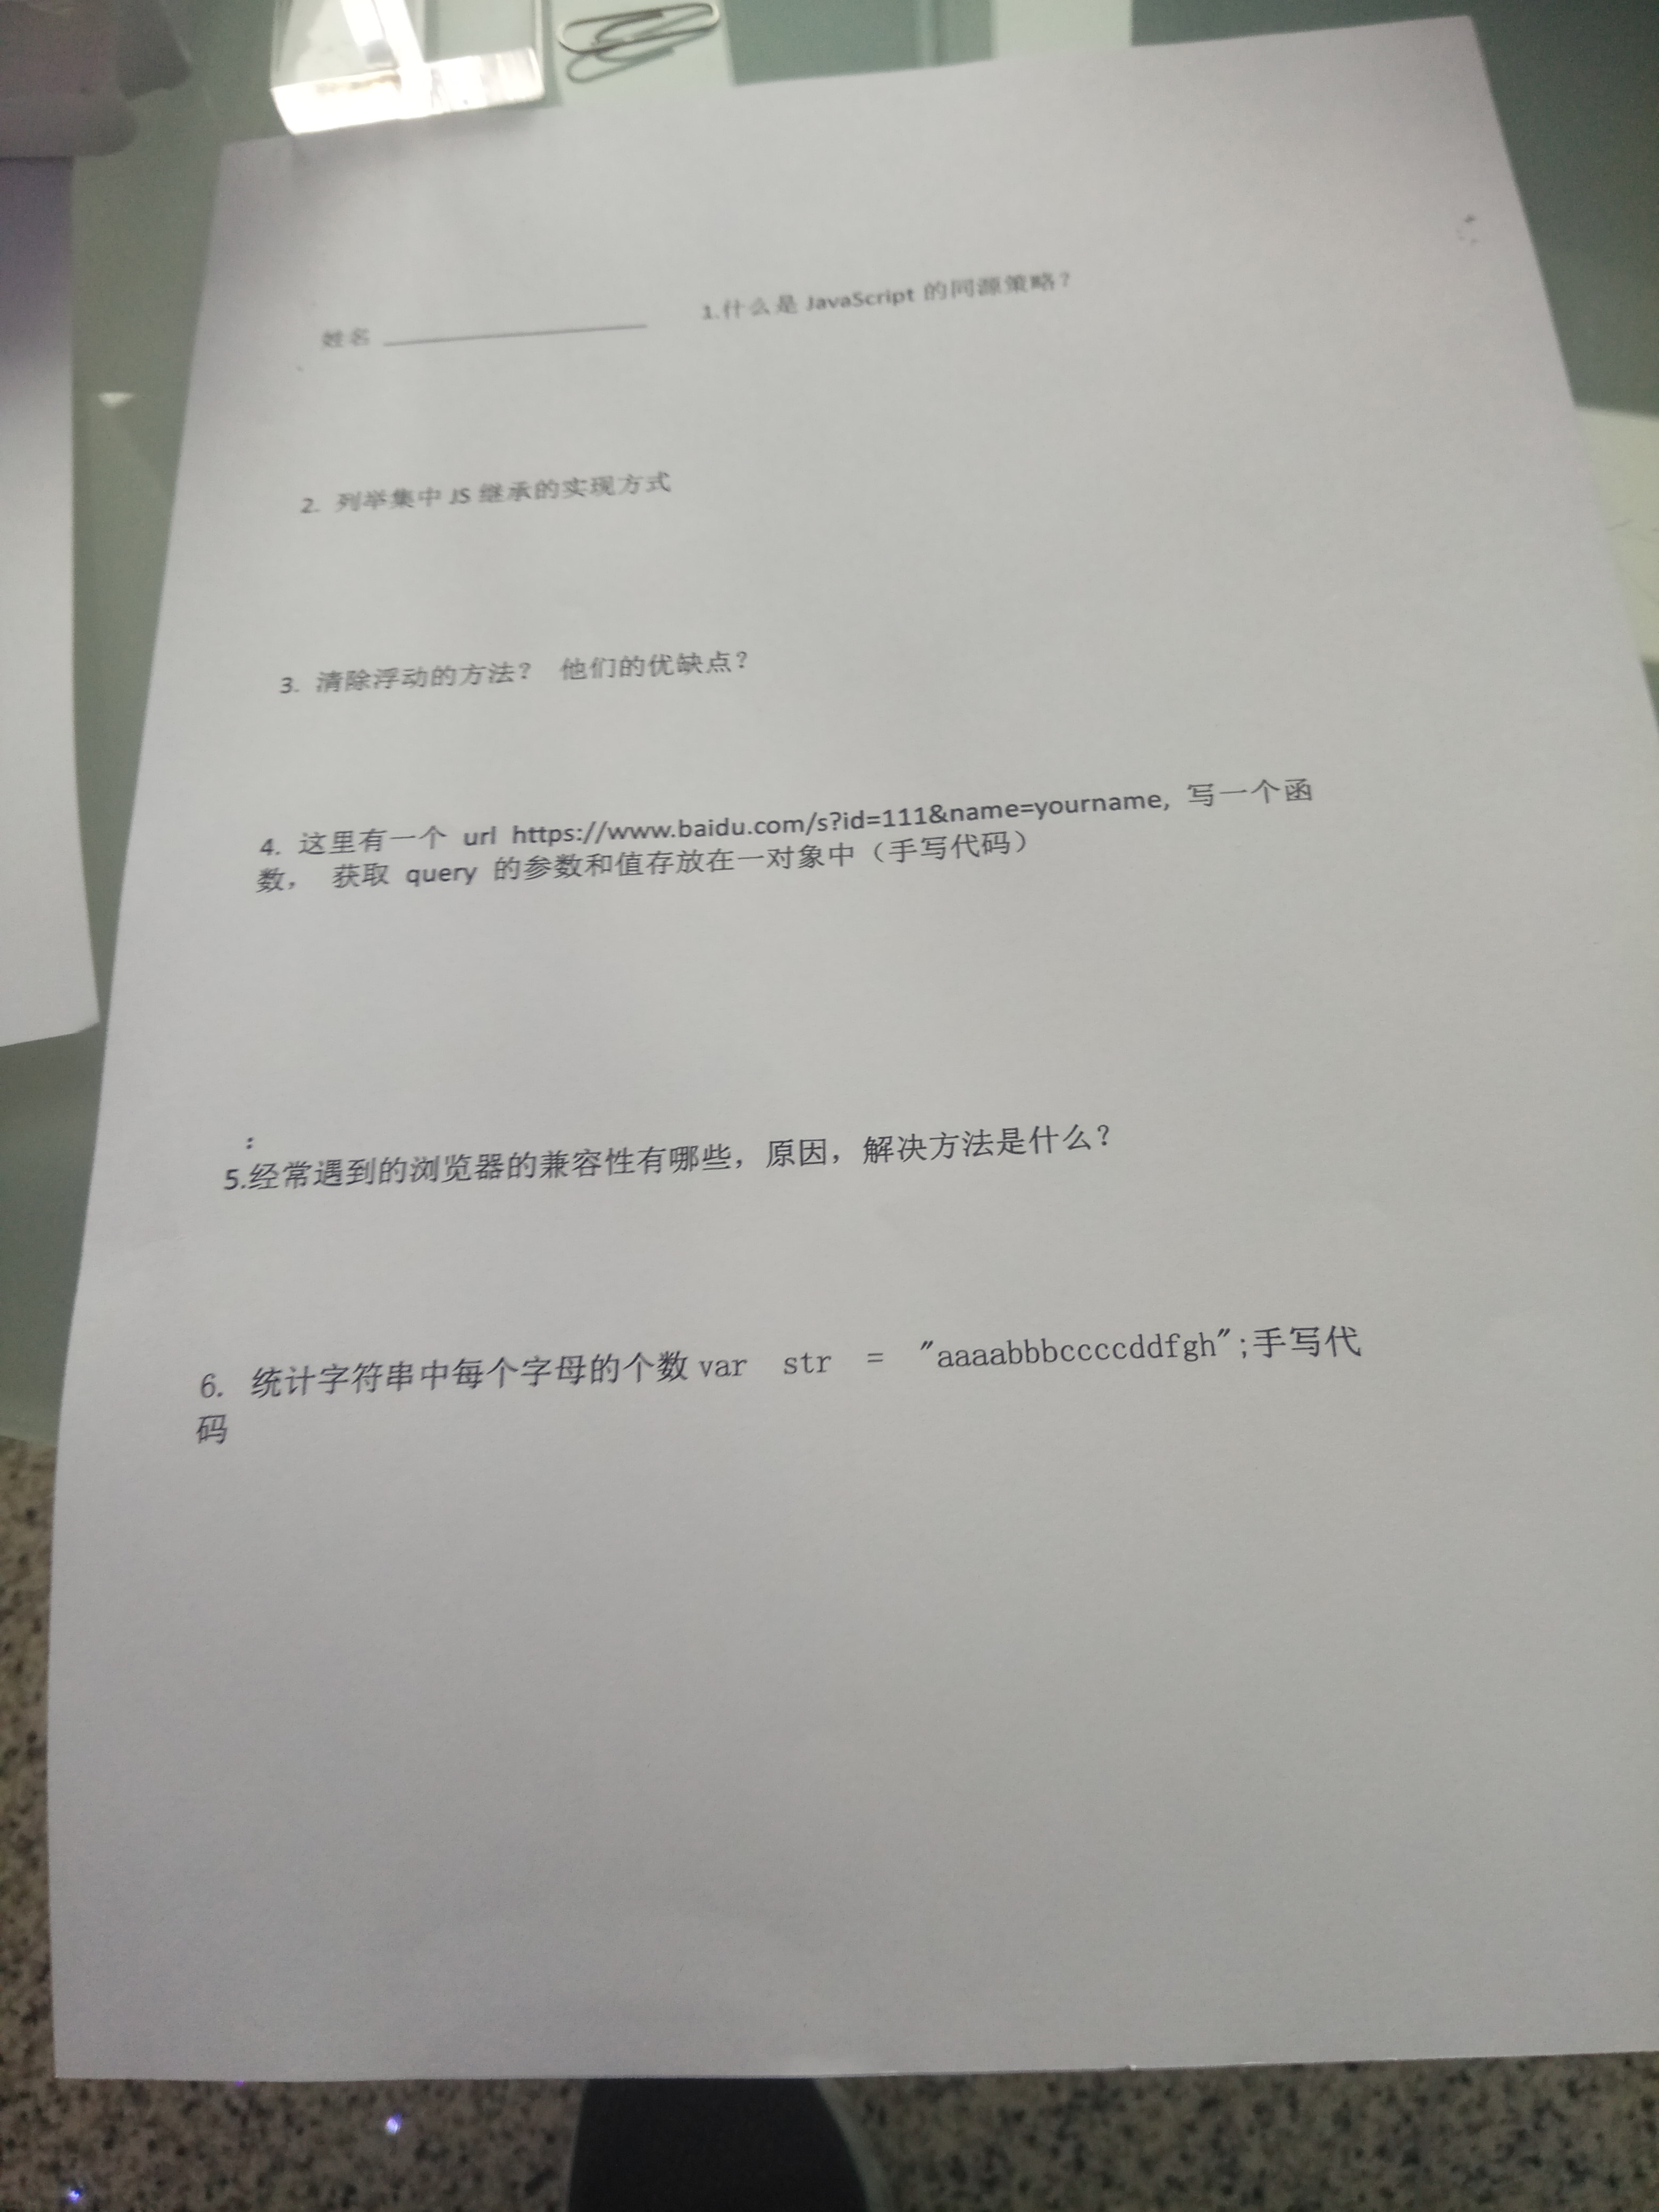 姓名 ____________ 1.什么是 JavaScript 的同源策略？
2. 列举集中 JS 继承的实现方式
3. 清除浮动的方法？ 他们的优缺点？
4. 这里有一个 url https://www.baidu.com/s?id=111&name=yourname, 写一个函
数， 获取 query 的参数和值存放在一对象中（手写代码）
：
5.经常遇到的浏览器的兼容性有哪些，原因，解决方法是什么？
6. 统计字符串中每个字母的个数 var str = "aaaabbbccccddfgh";手写代
码